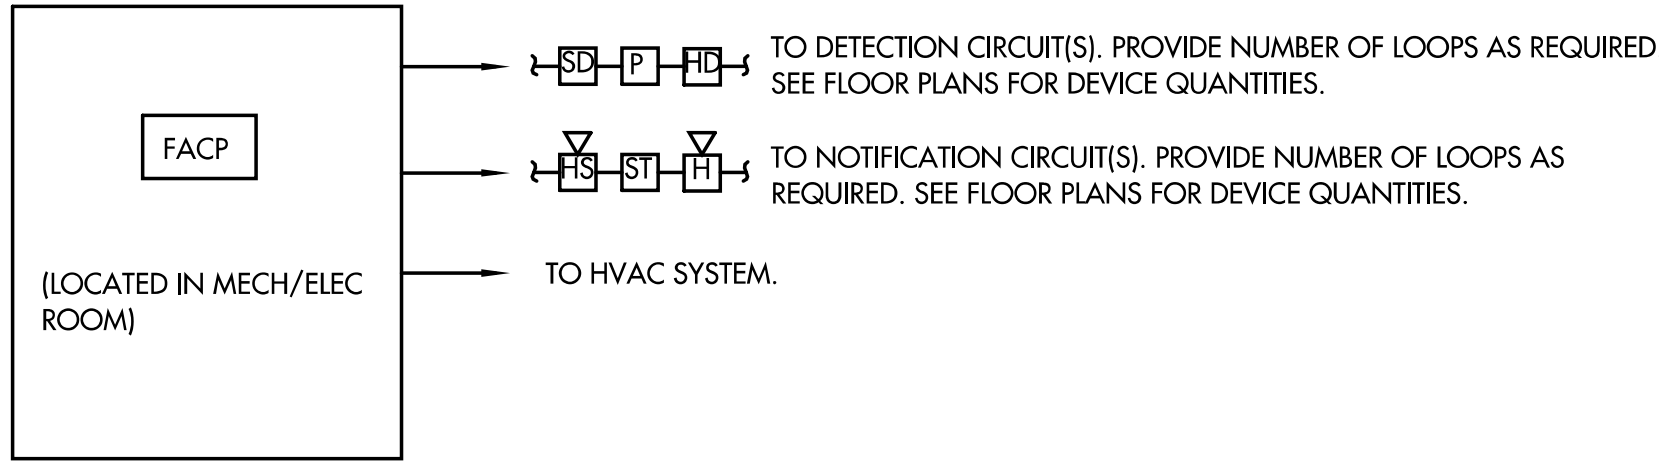 SD P HD TO DETECTION CIRCUIT(S). PROVIDE NUMBER OF LOOPS AS REQUIRED
SEE FLOOR PLANS FOR DEVICE QUANTITIES.
FACP
HS ST H TO NOTIFICATION CIRCUIT(S). PROVIDE NUMBER OF LOOPS AS
REQUIRED. SEE FLOOR PLANS FOR DEVICE QUANTITIES.
(LOCATED IN MECH/ELEC
ROOM)
TO HVAC SYSTEM.